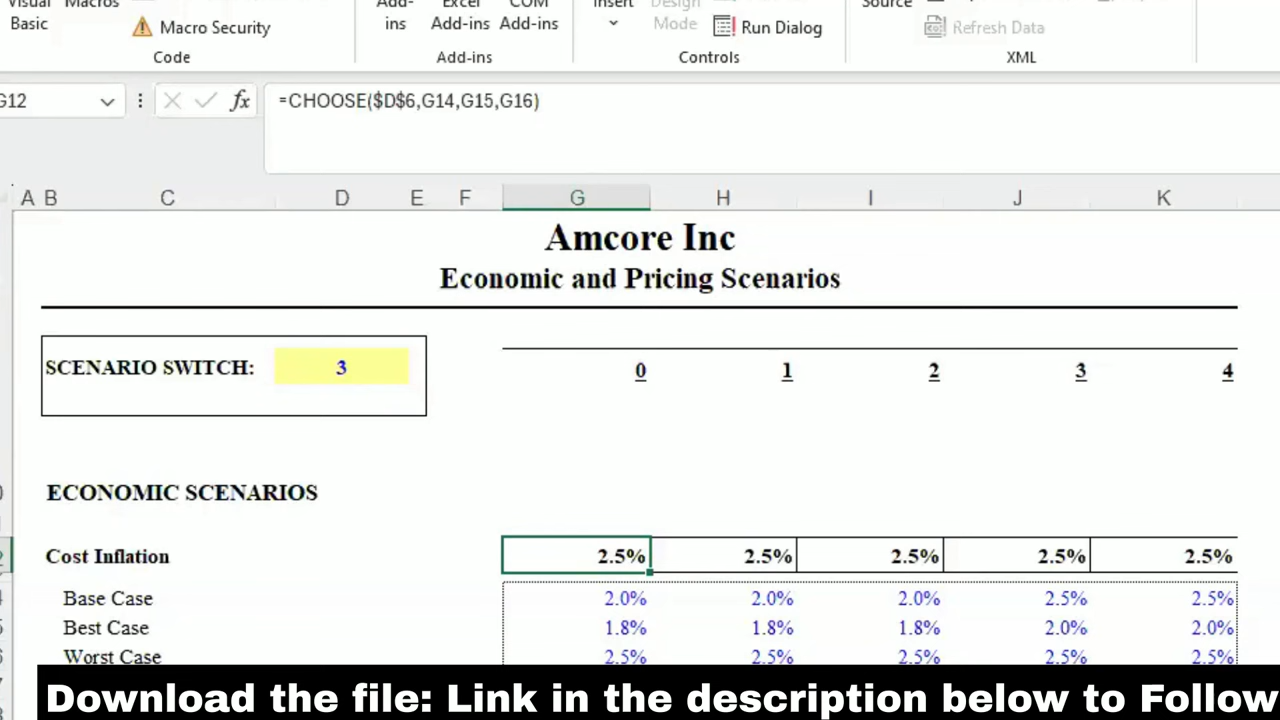 Visual Macros Add- Excel COM Insert Design Source
Basic Macro Security ins Add-ins Add-ins Mode Run Dialog Refresh Data
Code Add-ins Controls XML
G12 fx =CHOOSE($D$6,G14,G15,G16)
A B C D E F G H I J K
Amcore Inc
Economic and Pricing Scenarios
SCENARIO SWITCH: 3 0 1 2 3 4
ECONOMIC SCENARIOS
Cost Inflation 2.5% 2.5% 2.5% 2.5% 2.5%
Base Case 2.0% 2.0% 2.0% 2.5% 2.5%
Best Case 1.8% 1.8% 1.8% 2.0% 2.0%
Worst Case 2.5% 2.5% 2.5% 2.5% 2.5%
Download the file: Link in the description below to Follow